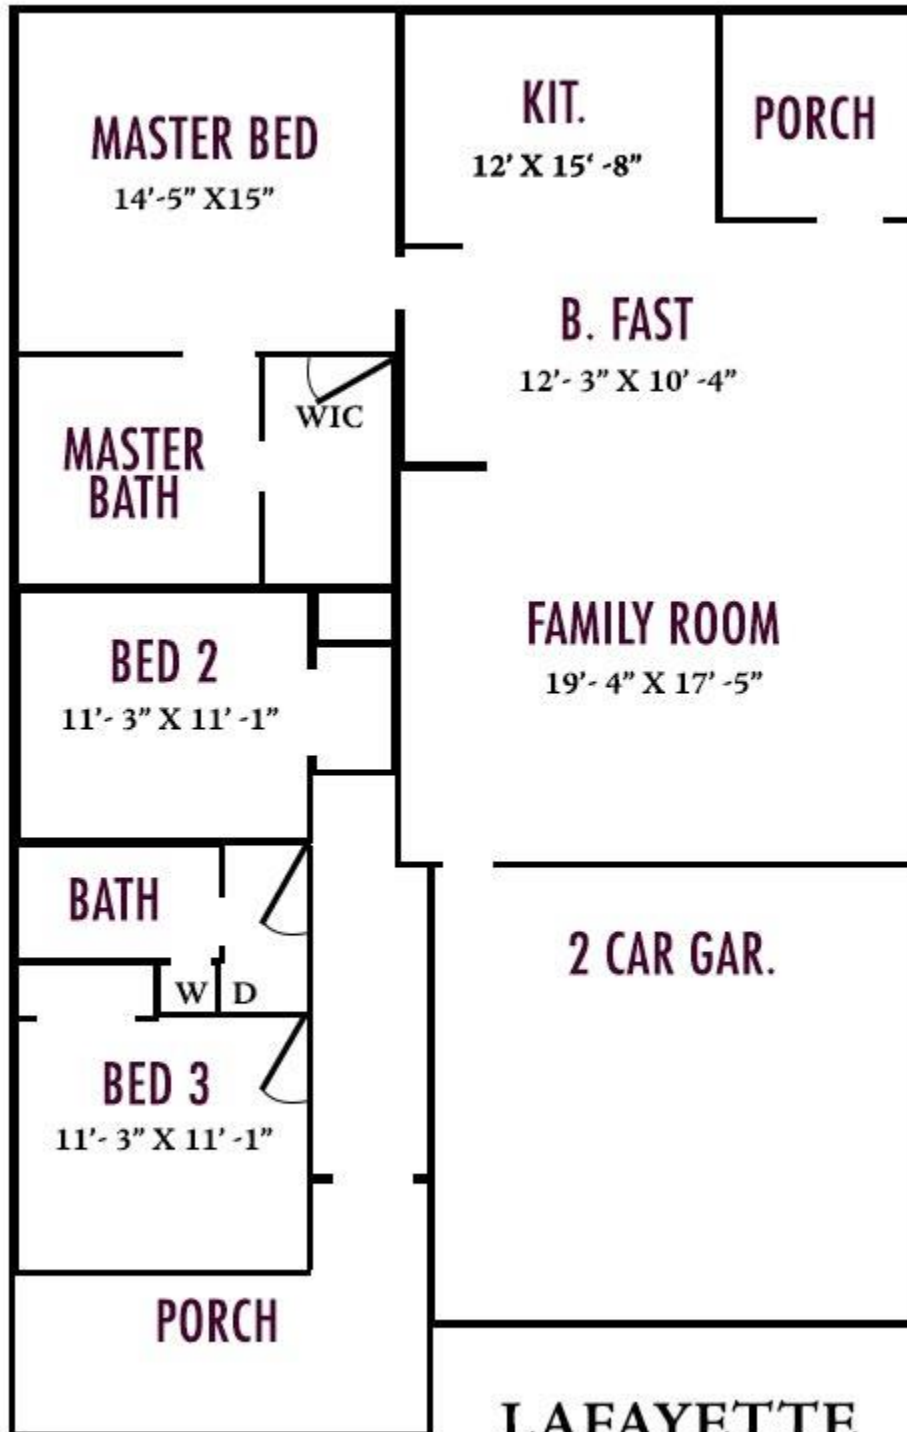 MASTER BED
14'-5" X15"
KIT.
12' X 15' -8"
PORCH
B. FAST
12'- 3" X 10' -4"
WIC
MASTER
BATH
FAMILY ROOM
19'- 4" X 17' -5"
BED 2
11'- 3" X 11' -1"
BATH
W D
2 CAR GAR.
BED 3
11'- 3" X 11' -1"
PORCH
LAFAYETTE